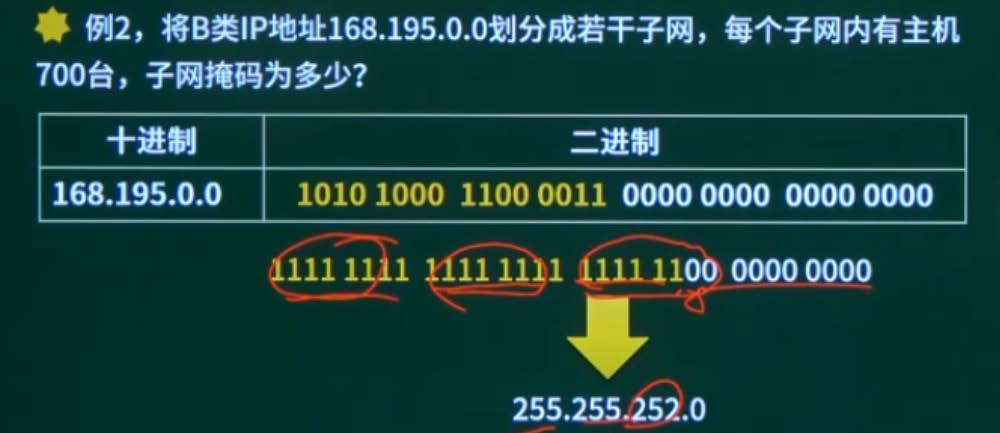 例2，将B类IP地址168.195.0.0划分成若干子网，每个子网内有主机
700台，子网掩码为多少？
十进制 二进制
168.195.0.0 1010 1000 1100 0011 0000 0000 0000 0000
1111 1111 1111 1111 1111 1100 0000 0000
255.255.252.0